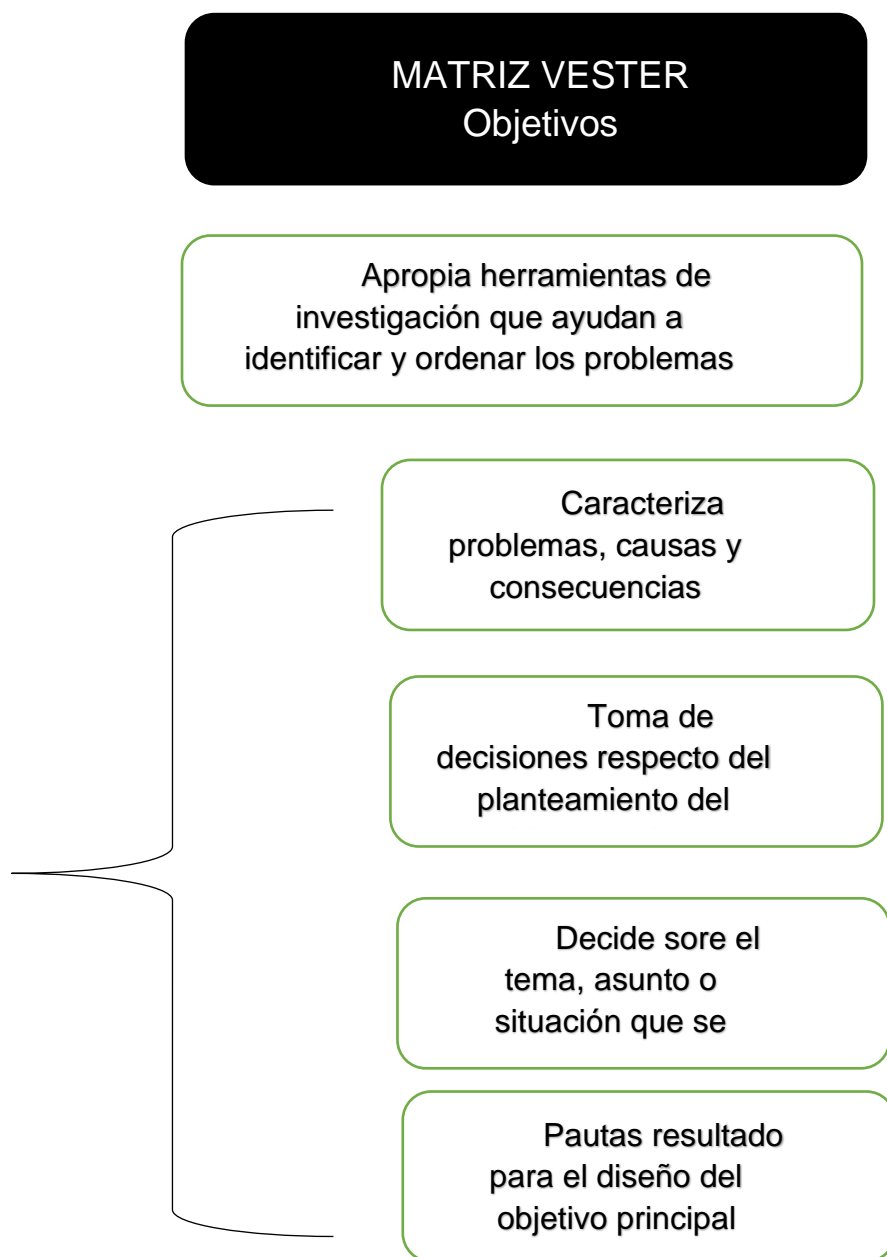 MATRIZ VESTER
Objetivos
Apropia herramientas de
investigación que ayudan a
identificar y ordenar los problemas
Caracteriza
problemas, causas y
consecuencias
Toma de
decisiones respecto del
planteamiento del
Decide sore el
tema, asunto o
situación que se
Pautas resultado
para el diseño del
objetivo principal